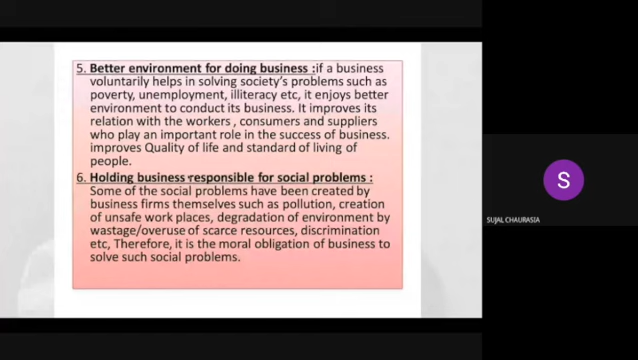 5. Better environment for doing business :if a business
voluntarily helps in solving society's problems such as
poverty, unemployment, illiteracy etc, it enjoys better
environment to conduct its business. It improves its
relation with the workers , consumers and suppliers
who play an important role in the success of business.
improves Quality of life and standard of living of
people.
6. Holding business responsible for social problems :
Some of the social problems have been created by
business firms themselves such as pollution, creation
of unsafe work places, degradation of environment by
wastage/overuse of scarce resources, discrimination
etc, Therefore, it is the moral obligation of business to
solve such social problems.
S
SUJAL CHAURASIA